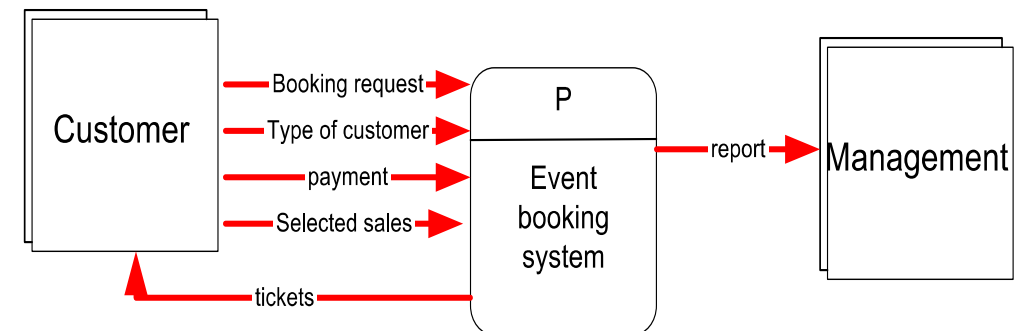 Customer
Booking request
Type of customer
payment
Selected sales
tickets
P
Event
booking
system
report
Management